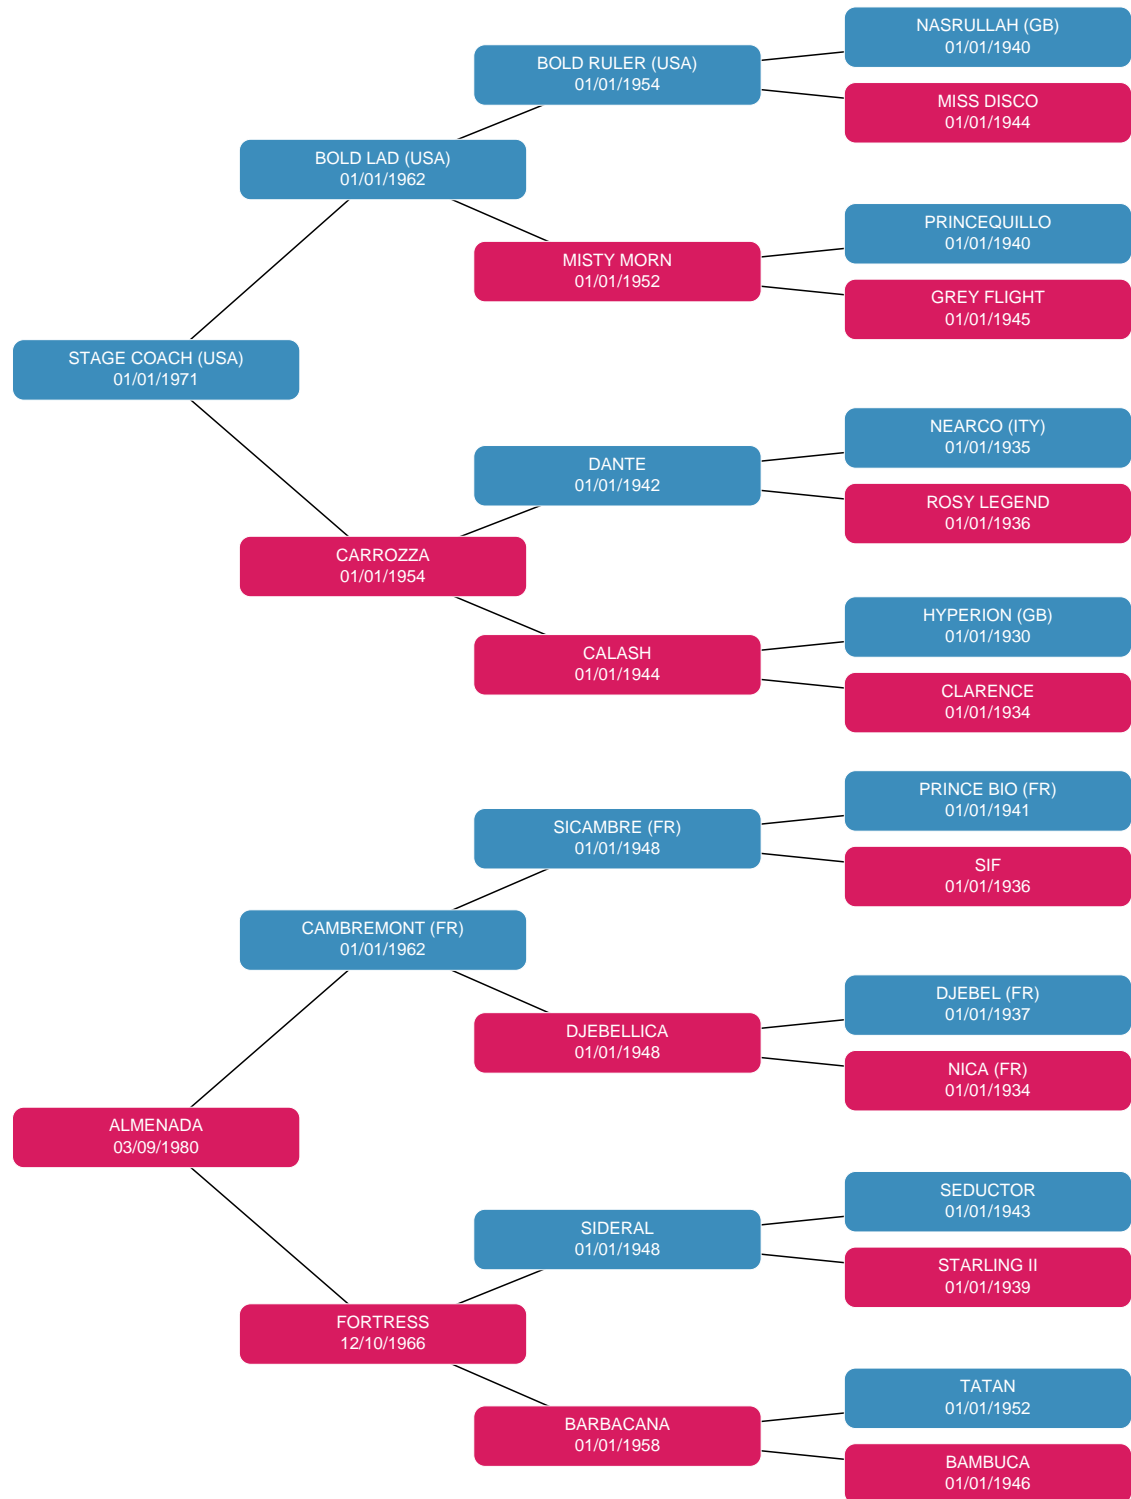 NASRULLAH (GB)
01/01/1940
BOLD RULER (USA)
01/01/1954
MISS DISCO
01/01/1944
BOLD LAD (USA)
01/01/1962
PRINCEQUILLO
01/01/1940
MISTY MORN
01/01/1952
GREY FLIGHT
01/01/1945
STAGE COACH (USA)
01/01/1971
NEARCO (ITY)
01/01/1935
DANTE
01/01/1942
ROSY LEGEND
01/01/1936
CARROZZA
01/01/1954
HYPERION (GB)
01/01/1930
CALASH
01/01/1944
CLARENCE
01/01/1934
PRINCE BIO (FR)
01/01/1941
SICAMBRE (FR)
01/01/1948
SIF
01/01/1936
CAMBREMONT (FR)
01/01/1962
DJEBEL (FR)
01/01/1937
DJEBELLICA
01/01/1948
NICA (FR)
01/01/1934
ALMENADA
03/09/1980
SEDUCTOR
01/01/1943
SIDERAL
01/01/1948
STARLING II
01/01/1939
FORTRESS
12/10/1966
TATAN
01/01/1952
BARBACANA
01/01/1958
BAMBUCA
01/01/1946